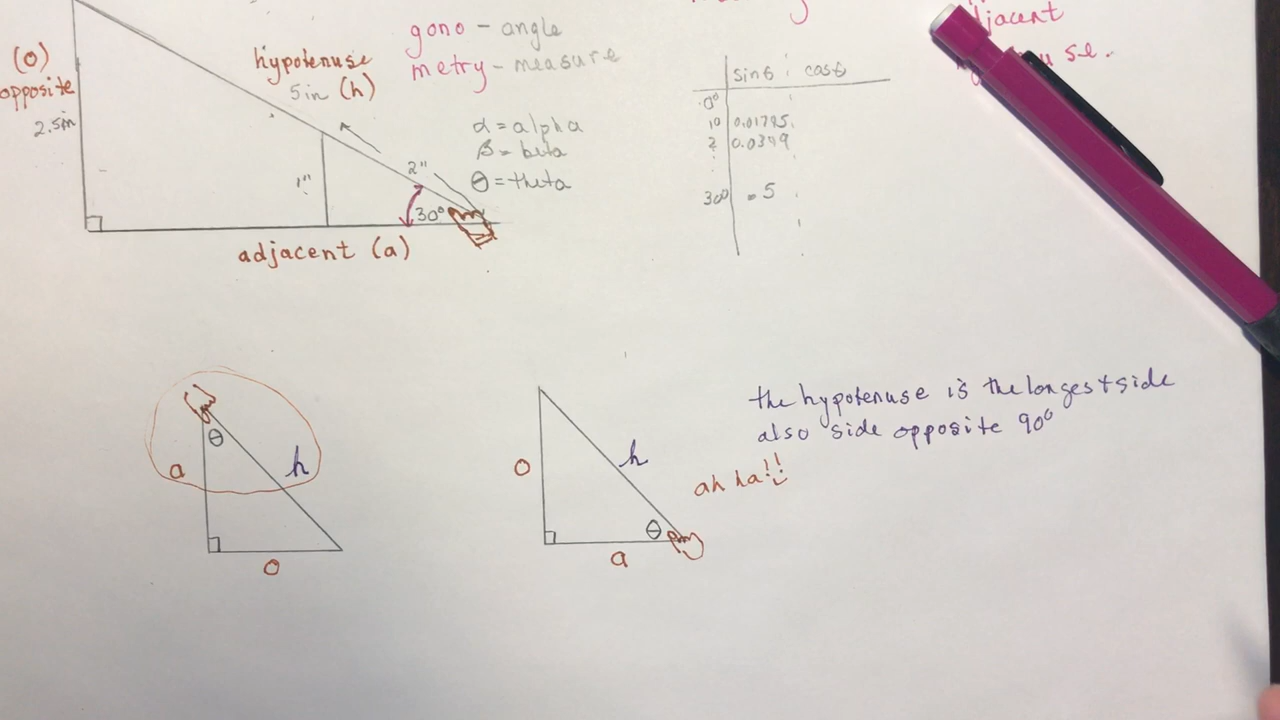 (o)
opposite
2.5in
hypotenuse
5in (h)
gono - angle
metry - measure
α = alpha
β = beta
θ = theta
1"
2"
30°
adjacent (a)
sinθ cosθ
0°
10 0.01795
2 0.0349
30° .5
djacent
se.
θ
a
h
o
o
h
θ
a
the hypotenuse is the longest side
also side opposite 90°
ah ha!!